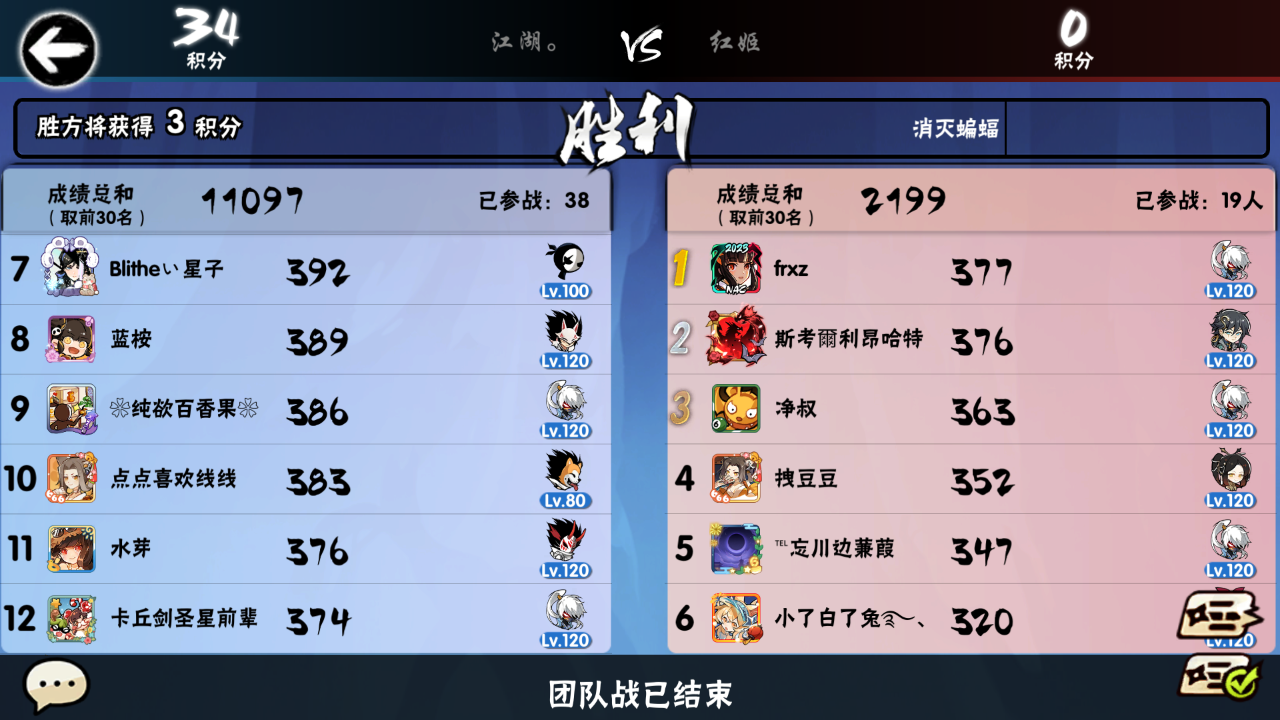 34
积分
江湖。
VS
红姬
0
积分
胜方将获得 3 积分
胜利
消灭蝙蝠
成绩总和
(取前30名)
11097
已参战: 38
7
Blitheい星子
392
Lv.100
8
蓝桉
389
Lv.120
9
❊纯欲百香果❊
386
Lv.120
10
点点喜欢线线
383
Lv.80
11
水芽
376
Lv.120
12
卡丘剑圣星前辈
374
Lv.120
成绩总和
(取前30名)
2199
已参战: 19人
1
frxz
377
Lv.120
2
斯考爾利昂哈特
376
Lv.120
3
净叔
363
Lv.120
4
拽豆豆
352
Lv.120
5
℡忘川边蒹葭
347
Lv.120
6
小了白了兔࿐、
320
Lv.120
团队战已结束